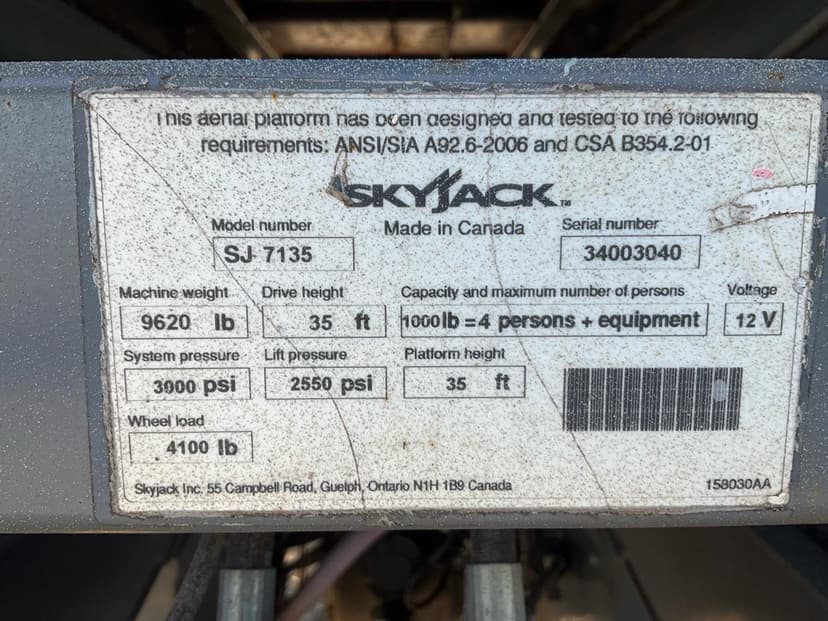 This aerial platform has been designed and tested to the following
requirements: ANSI/SIA A92.6-2006 and CSA B354.2-01
SKYJACK™
Made in Canada
Model number
SJ 7135
Serial number
34003040
Machine weight
9620 lb
Drive height
35 ft
Capacity and maximum number of persons
1000 lb = 4 persons + equipment
Voltage
12 V
System pressure
3000 psi
Lift pressure
2550 psi
Platform height
35 ft
Wheel load
4100 lb
Skyjack Inc. 55 Campbell Road, Guelph, Ontario N1H 1B9 Canada
158030AA